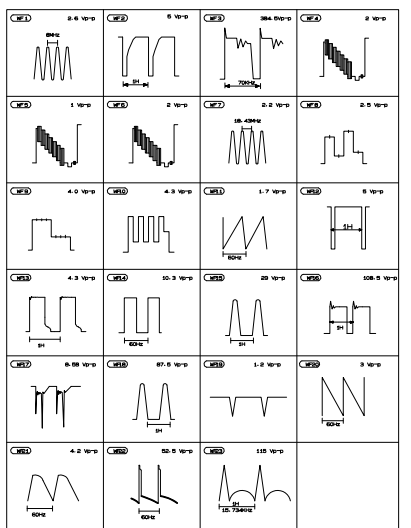 WF1 2.6 Vp-p
8MHz
WF2 5 Vp-p
1H
WF3 384.5Vp-p
70KHz
WF4 2 Vp-p
WF5 1 Vp-p
WF6 2 Vp-p
WF7 2.2 Vp-p
18.43MHz
WF8 2.5 Vp-p
WF9 4.0 Vp-p
WF10 4.3 Vp-p
WF11 1.7 Vp-p
60Hz
WF12 5 Vp-p
1H
WF13 4.3 Vp-p
1H
WF14 10.3 Vp-p
60Hz
WF15 29 Vp-p
1H
WF16 108.5 Vp-p
1H
WF17 8.58 Vp-p
WF18 87.5 Vp-p
1H
WF19 1.2 Vp-p
WF20 3 Vp-p
60Hz
WF21 4.2 Vp-p
60Hz
WF22 52.5 Vp-p
60Hz
WF23 115 Vp-p
1H
15.734KHz